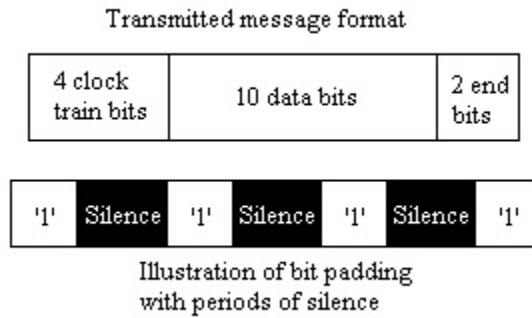 Transmitted message format
4 clock
train bits
10 data bits
2 end
bits
'1' Silence '1' Silence '1' Silence '1'
Illustration of bit padding
with periods of silence